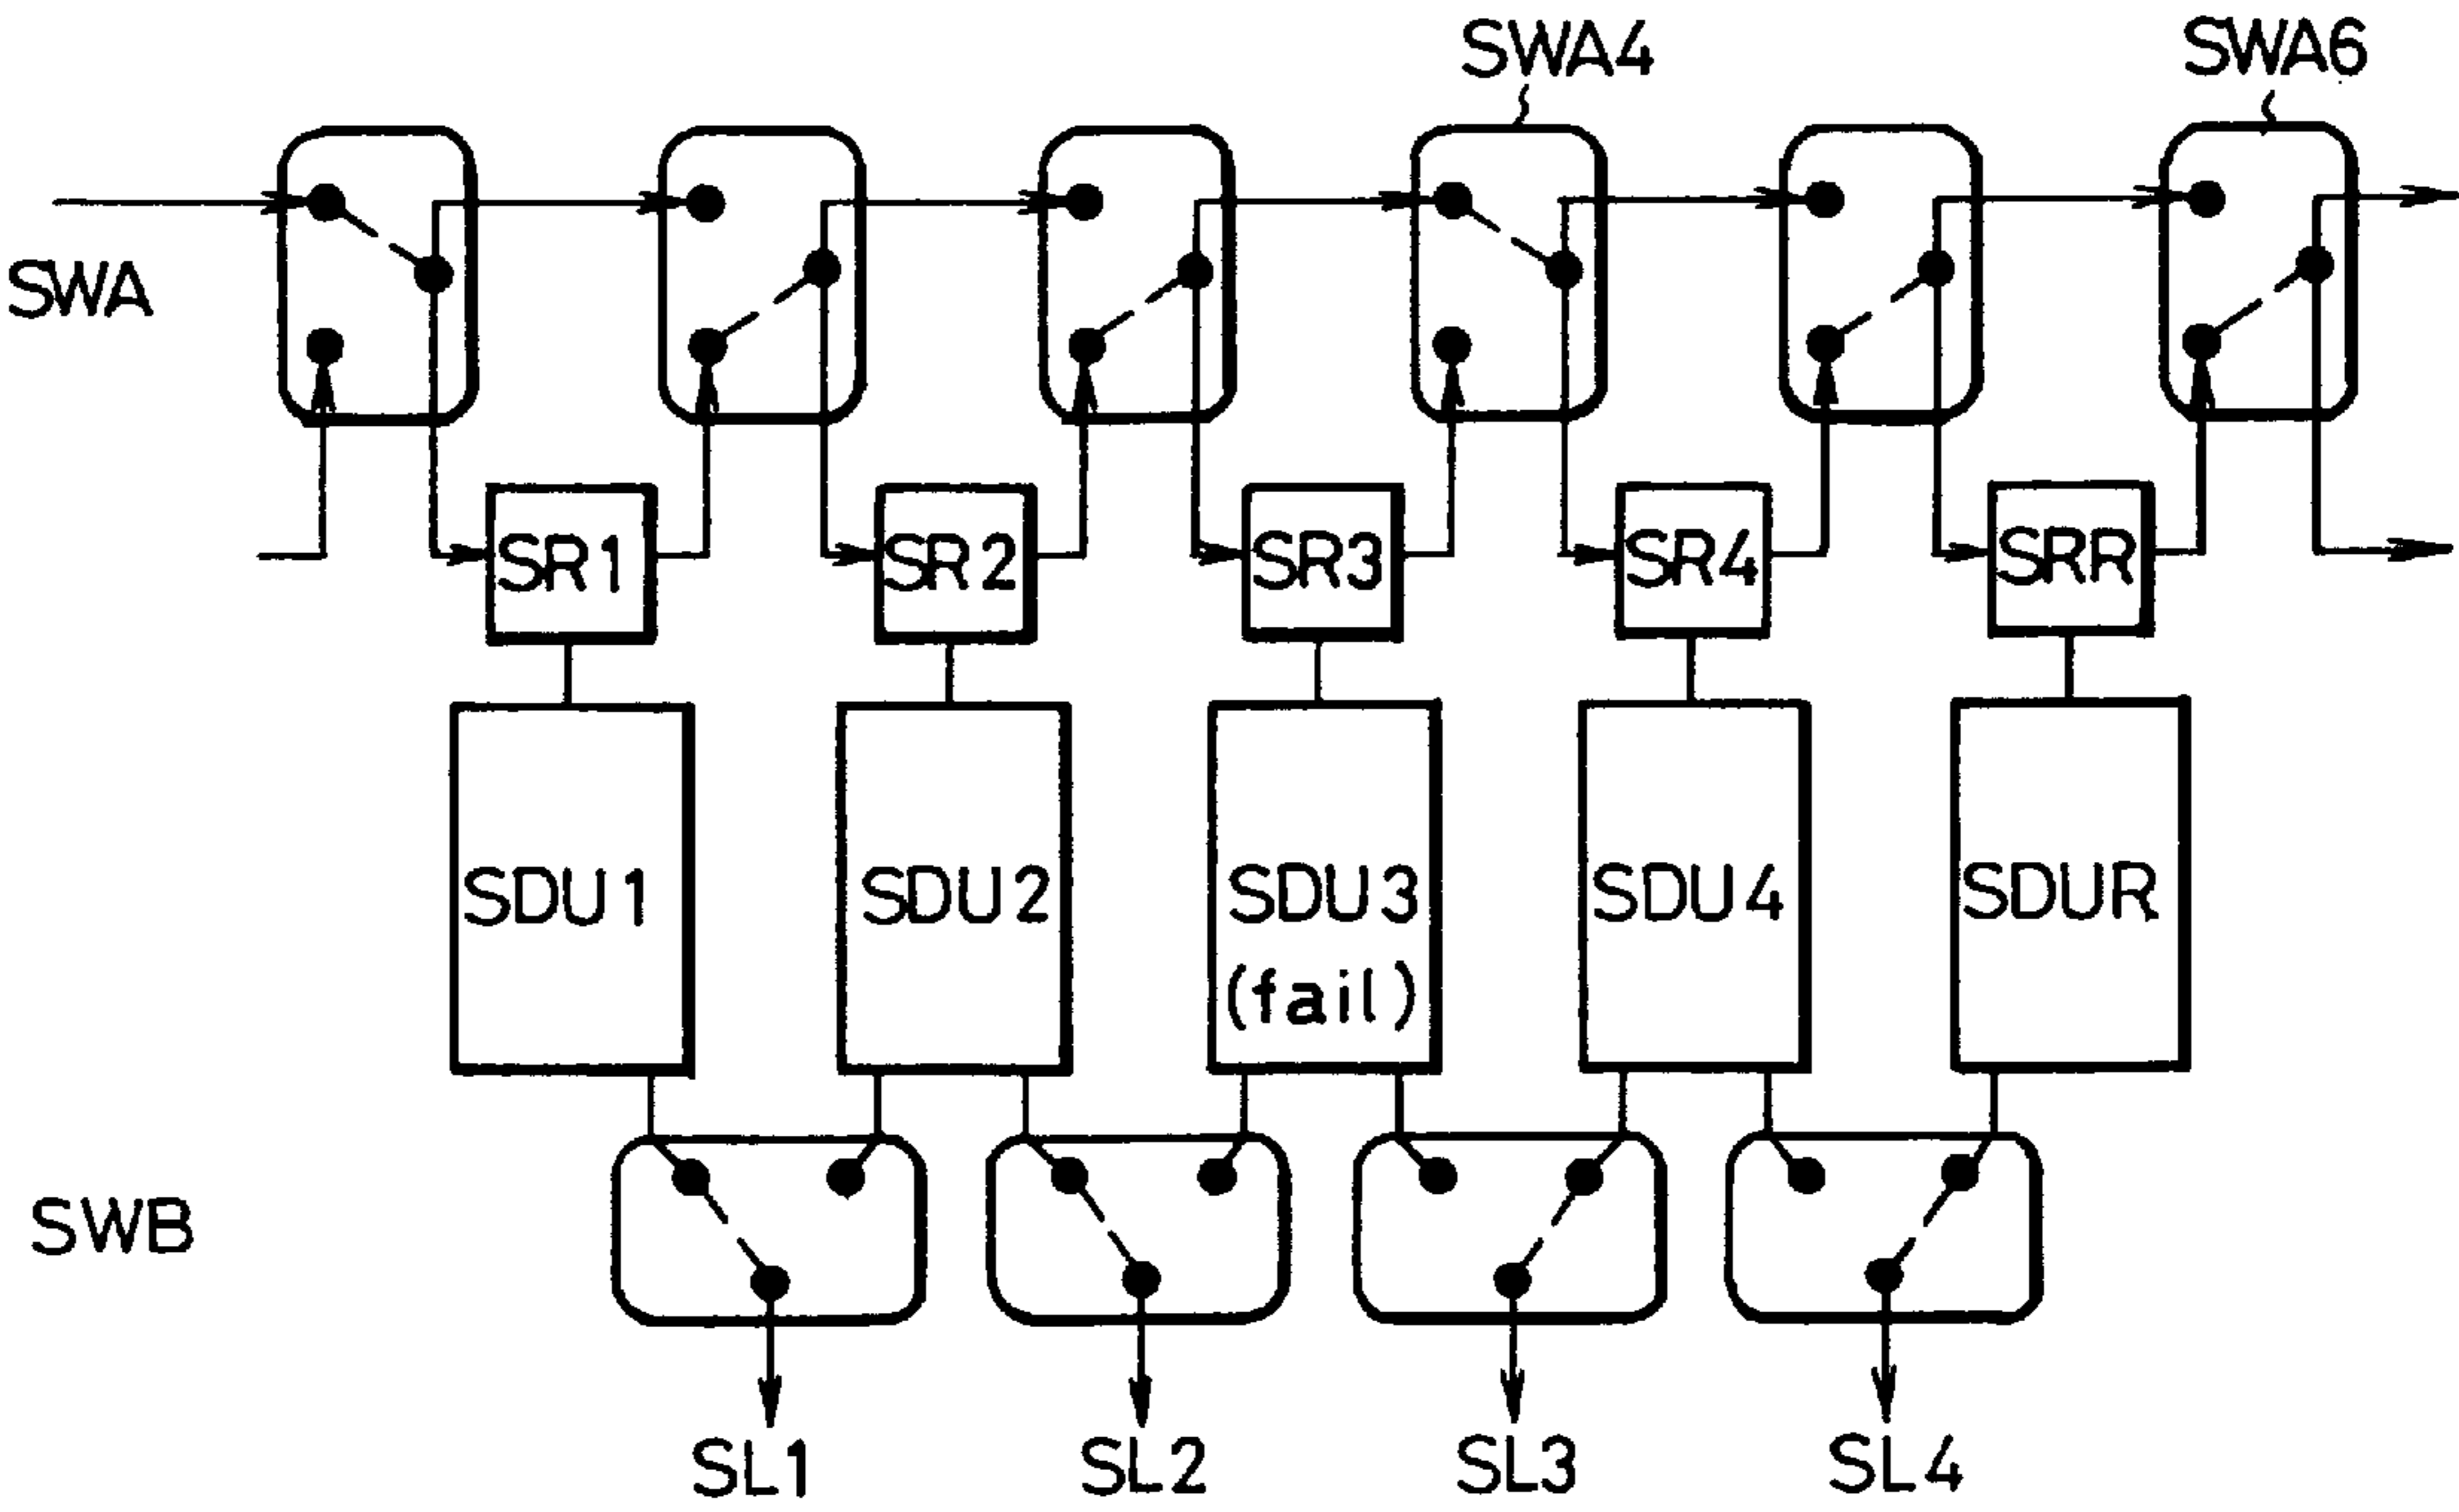 SWA4
SWA6
SWA
SR1
SR2
SR3
SR4
SRR
SDU1
SDU2
SDU3
(fail)
SDU4
SDUR
SWB
SL1
SL2
SL3
SL4